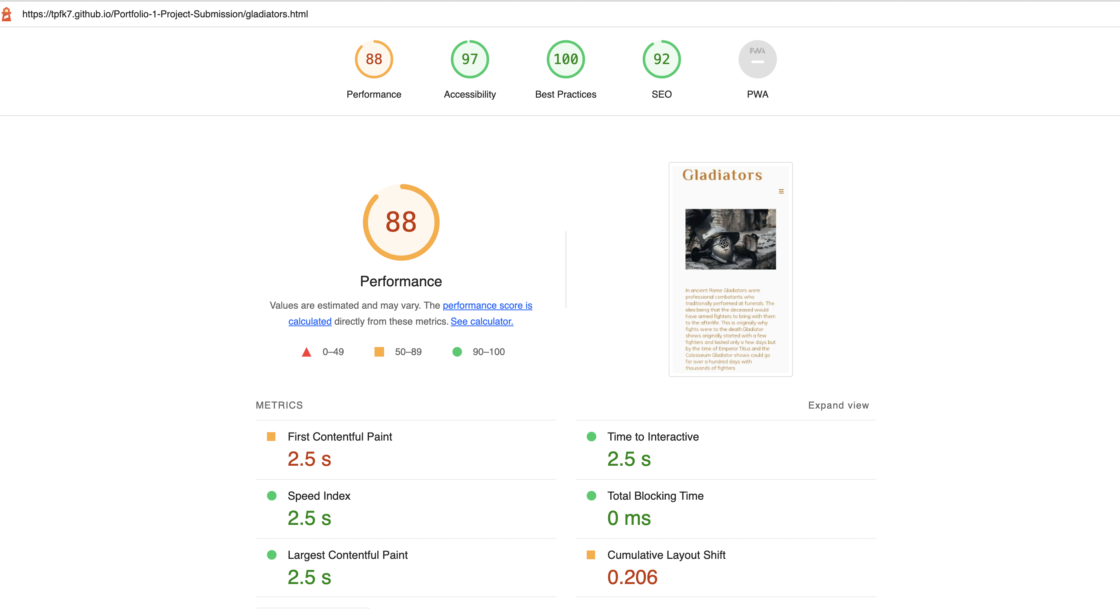 https://tpfk7.github.io/Portfolio-1-Project-Submission/gladiators.html
88
97
100
92
PWA
Performance
Accessibility
Best Practices
SEO
PWA
88
Performance
Values are estimated and may vary. The performance score is
calculated directly from these metrics. See calculator.
0–49
50–89
90–100
Gladiators
In ancient Rome Gladiators were
professional combatants who
traditionally performed at funerals. The
idea being that the deceased would
have armed fighters to bring with them
to the afterlife. This is originally why
fights were to the death.Gladiator
shows originally started with a few
fighters and lasted only a few days but
by the time of Emperor Titus and the
Colosseum Gladiator shows could go
for over a hundred days with
thousands of fighters.
METRICS
Expand view
First Contentful Paint
2.5 s
Time to Interactive
2.5 s
Speed Index
2.5 s
Total Blocking Time
0 ms
Largest Contentful Paint
2.5 s
Cumulative Layout Shift
0.206